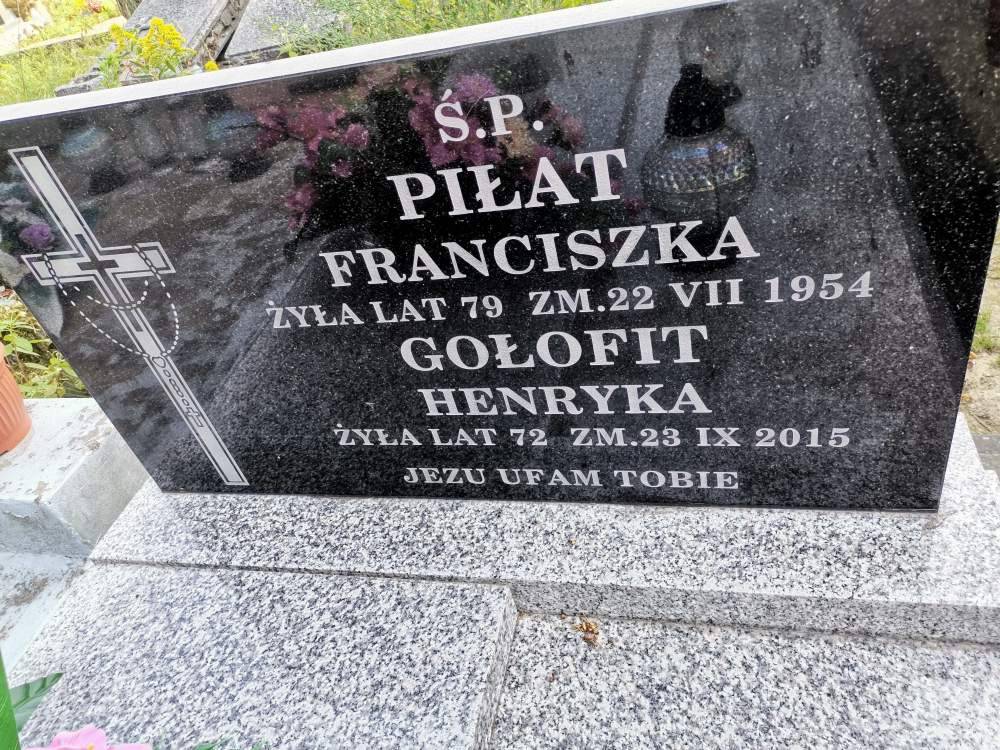 Ś.P.
PIŁAT
FRANCISZKA
ŻYŁA LAT 79 ZM.22 VII 1954
GOŁOFIT
HENRYKA
ŻYŁA LAT 72 ZM.23 IX 2015
JEZU UFAM TOBIE